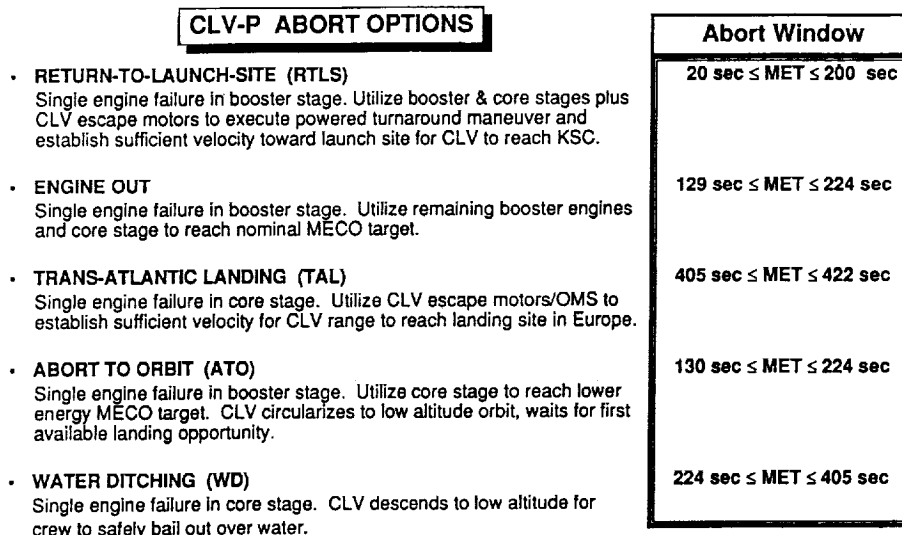 CLV-P ABORT OPTIONS
Abort Window
• RETURN-TO-LAUNCH-SITE (RTLS)
20 sec ≤ MET ≤ 200 sec
Single engine failure in booster stage. Utilize booster & core stages plus
CLV escape motors to execute powered turnaround maneuver and
establish sufficient velocity toward launch site for CLV to reach KSC.
• ENGINE OUT
129 sec ≤ MET ≤ 224 sec
Single engine failure in booster stage. Utilize remaining booster engines
and core stage to reach nominal MECO target.
• TRANS-ATLANTIC LANDING (TAL)
405 sec ≤ MET ≤ 422 sec
Single engine failure in core stage. Utilize CLV escape motors/OMS to
establish sufficient velocity for CLV range to reach landing site in Europe.
• ABORT TO ORBIT (ATO)
130 sec ≤ MET ≤ 224 sec
Single engine failure in booster stage. Utilize core stage to reach lower
energy MECO target. CLV circularizes to low altitude orbit, waits for first
available landing opportunity.
• WATER DITCHING (WD)
224 sec ≤ MET ≤ 405 sec
Single engine failure in core stage. CLV descends to low altitude for
crew to safely bail out over water.